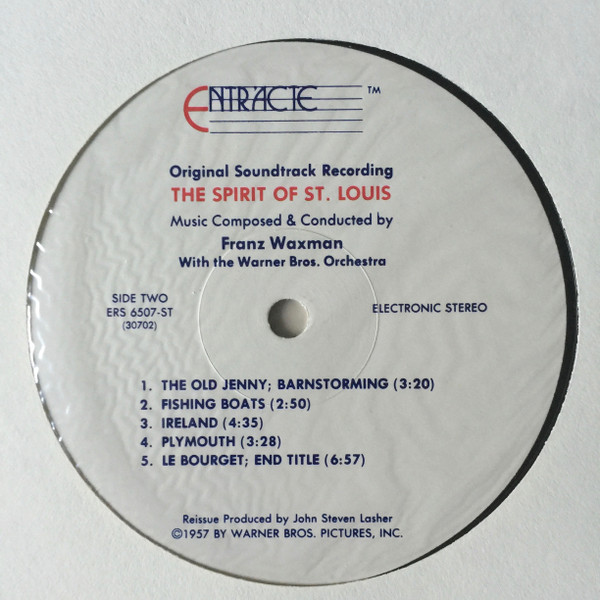 ENTRACTE ™
Original Soundtrack Recording
THE SPIRIT OF ST. LOUIS
Music Composed & Conducted by
Franz Waxman
With the Warner Bros. Orchestra
SIDE TWO
ERS 6507-ST
(30702)
ELECTRONIC STEREO
1. THE OLD JENNY; BARNSTORMING (3:20)
2. FISHING BOATS (2:50)
3. IRELAND (4:35)
4. PLYMOUTH (3:28)
5. LE BOURGET; END TITLE (6:57)
Reissue Produced by John Steven Lasher
©1957 BY WARNER BROS. PICTURES, INC.